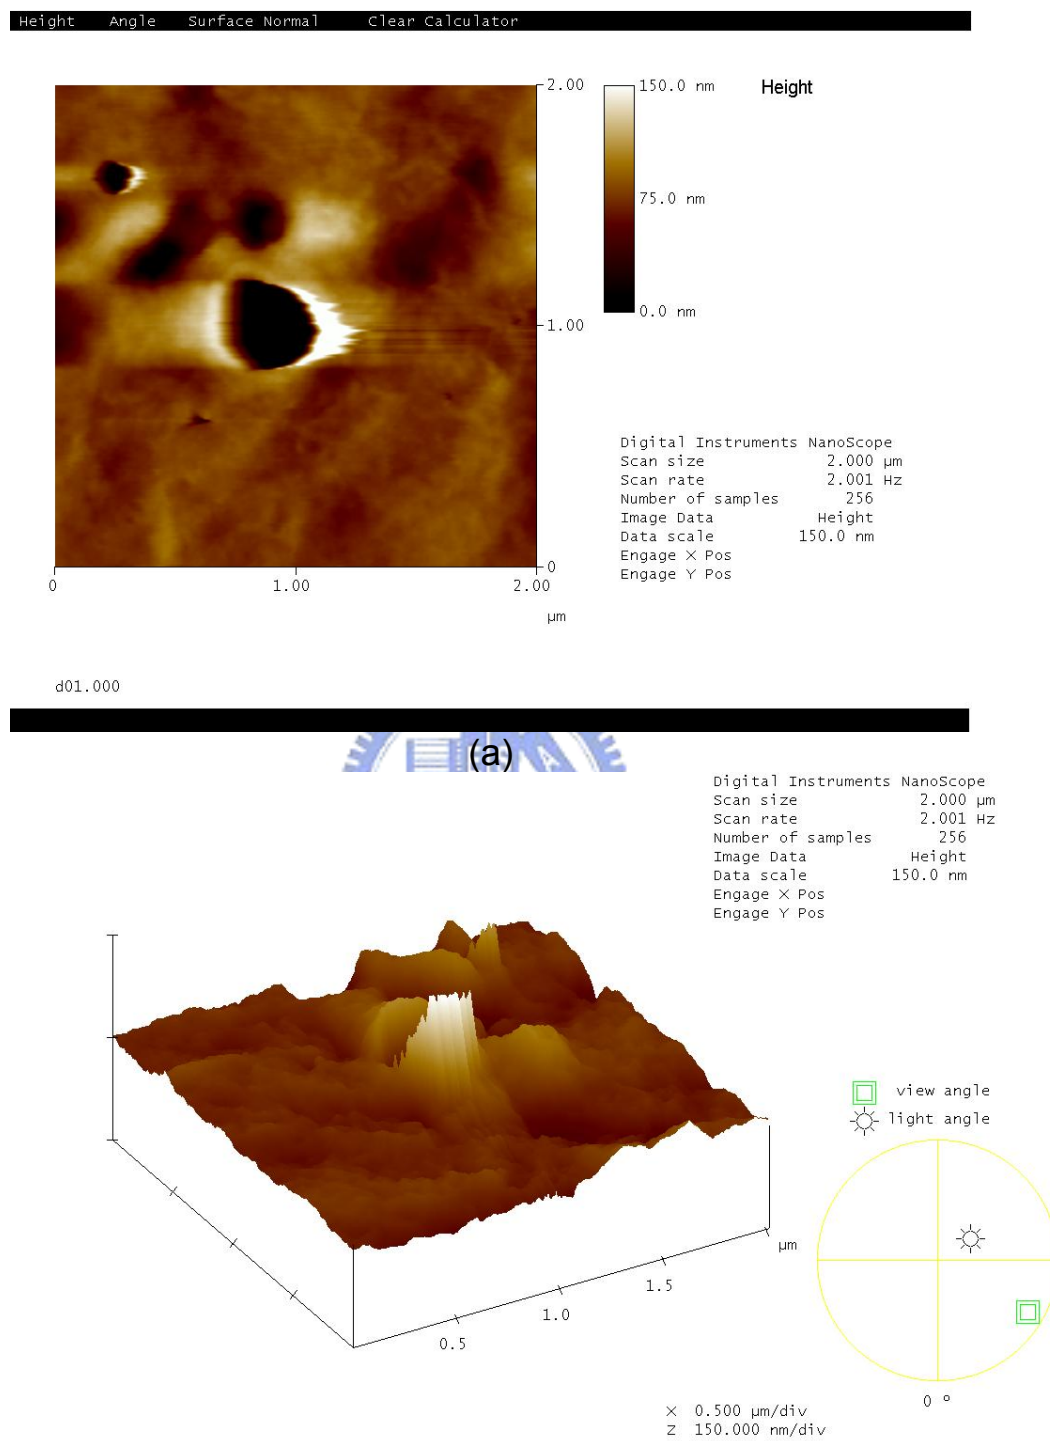 Height Angle Surface Normal Clear Calculator
2.00
150.0 nm
Height
75.0 nm
1.00
0.0 nm
Digital Instruments NanoScope
Scan size 2.000 µm
Scan rate 2.001 Hz
Number of samples 256
Image Data Height
Data scale 150.0 nm
Engage X Pos
Engage Y Pos
0
0 1.00 2.00
µm
d01.000
(a)
Digital Instruments NanoScope
Scan size 2.000 µm
Scan rate 2.001 Hz
Number of samples 256
Image Data Height
Data scale 150.0 nm
Engage X Pos
Engage Y Pos
view angle
light angle
µm
1.5
1.0
0.5
0 °
X 0.500 µm/div
Z 150.000 nm/div